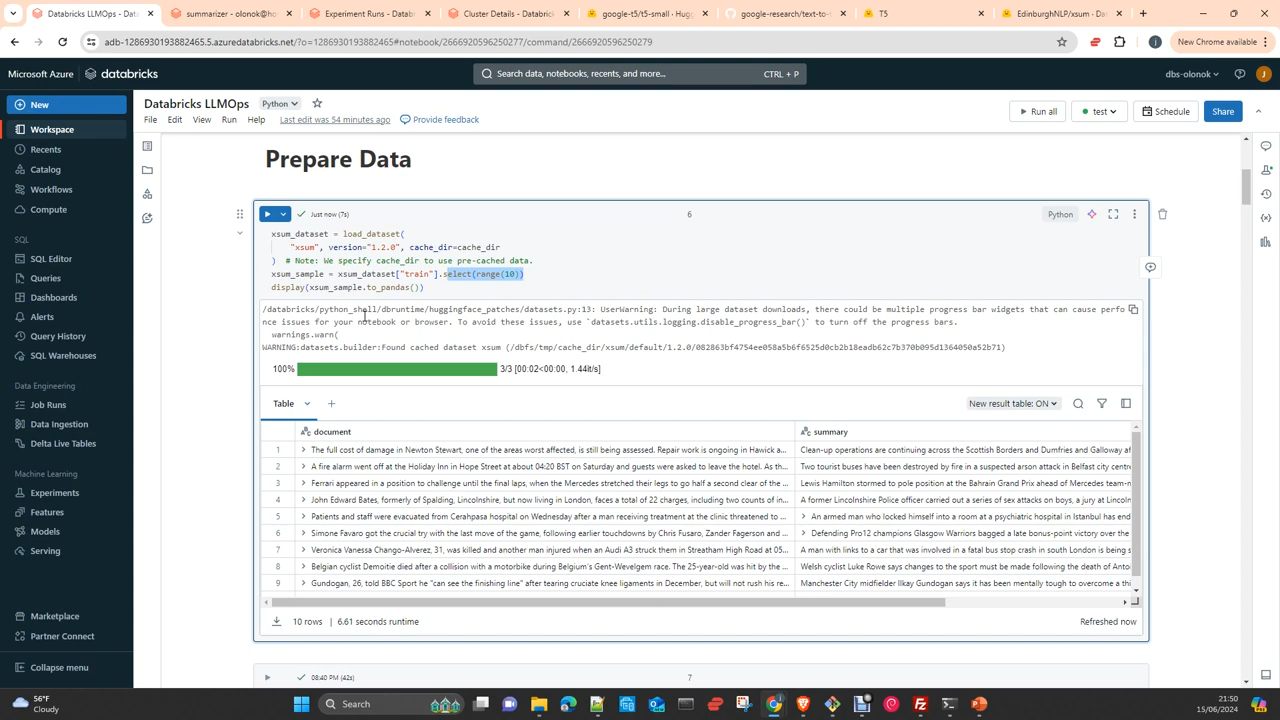 Databricks LLMOps - Databricks
summarizer - olonok@ho
Experiment Runs - Databric
Cluster Details - Databrick
google-t5/t5-small · Hugg
google-research/text-to-
T5
EdinburghNLP/xsum · Da
adb-1286930193882465.5.azuredatabricks.net/?o=1286930193882465#notebook/2666920596250277/command/2666920596250279
New Chrome available
Microsoft Azure
databricks
Search data, notebooks, recents, and more...
CTRL + P
dbs-olonok
J
New
Workspace
Recents
Catalog
Workflows
Compute
SQL
SQL Editor
Queries
Dashboards
Alerts
Query History
SQL Warehouses
Data Engineering
Job Runs
Data Ingestion
Delta Live Tables
Machine Learning
Experiments
Features
Models
Serving
Marketplace
Partner Connect
Collapse menu
Databricks LLMOps
Python
File
Edit
View
Run
Help
Last edit was 54 minutes ago
Provide feedback
Run all
test
Schedule
Share
Prepare Data
Just now (7s)
6
Python
xsum_dataset = load_dataset(
"xsum", version="1.2.0", cache_dir=cache_dir
) # Note: We specify cache_dir to use pre-cached data.
xsum_sample = xsum_dataset["train"].select(range(10))
display(xsum_sample.to_pandas())
/databricks/python_shell/dbruntime/huggingface_patches/datasets.py:13: UserWarning: During large dataset downloads, there could be multiple progress bar widgets that can cause perfo
nce issues for your notebook or browser. To avoid these issues, use `datasets.utils.logging.disable_progress_bar()` to turn off the progress bars.
warnings.warn(
WARNING:datasets.builder:Found cached dataset xsum (/dbfs/tmp/cache_dir/xsum/default/1.2.0/082863bf4754ee058a5b6f6525d0cb2b18eadb62c7b370b095d1364050a52b71)
100%
3/3 [00:02<00:00, 1.44it/s]
Table
New result table: ON
document
summary
1 The full cost of damage in Newton Stewart, one of the areas worst affected, is still being assessed. Repair work is ongoing in Hawick a... Clean-up operations are continuing across the Scottish Borders and Dumfries and Galloway af
2 A fire alarm went off at the Holiday Inn in Hope Street at about 04:20 BST on Saturday and guests were asked to leave the hotel. As th... Two tourist buses have been destroyed by fire in a suspected arson attack in Belfast city centr
3 Ferrari appeared in a position to challenge until the final laps, when the Mercedes stretched their legs to go half a second clear of the... Lewis Hamilton stormed to pole position at the Bahrain Grand Prix ahead of Mercedes team-m
4 John Edward Bates, formerly of Spalding, Lincolnshire, but now living in London, faces a total of 22 charges, including two counts of in... A former Lincolnshire Police officer carried out a series of sex attacks on boys, a jury at Lincol
5 Patients and staff were evacuated from Cerahpasa hospital on Wednesday after a man receiving treatment at the clinic threatened to ... An armed man who locked himself into a room at a psychiatric hospital in Istanbul has end
6 Simone Favaro got the crucial try with the last move of the game, following earlier touchdowns by Chris Fusaro, Zander Fagerson and... Defending Pro12 champions Glasgow Warriors bagged a late bonus-point victory over the
7 Veronica Vanessa Chango-Alverez, 31, was killed and another man injured when an Audi A3 struck them in Streatham High Road at 05... A man with links to a car that was involved in a fatal bus stop crash in south London is being s
8 Belgian cyclist Demoitie died after a collision with a motorbike during Belgium's Gent-Wevelgem race. The 25-year-old was hit by the ... Welsh cyclist Luke Rowe says changes to the sport must be made following the death of Anto
9 Gundogan, 26, told BBC Sport he "can see the finishing line" after tearing cruciate knee ligaments in December, but will not rush his re... Manchester City midfielder Ilkay Gundogan says it has been mentally tough to overcome a thi
10 rows | 6.61 seconds runtime
Refreshed now
08:40 PM (42s)
7
56°F
Cloudy
Search
21:50
15/06/2024